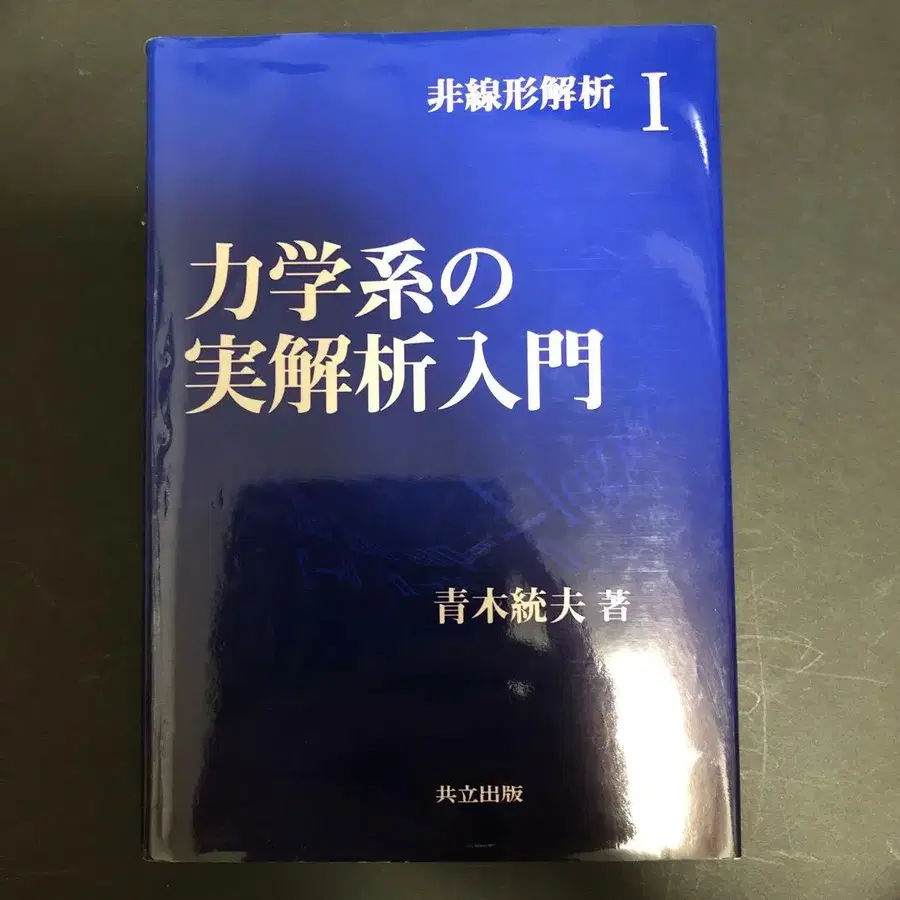 非線形解析 I
力学系の
実解析入門
青木統夫 著
共立出版